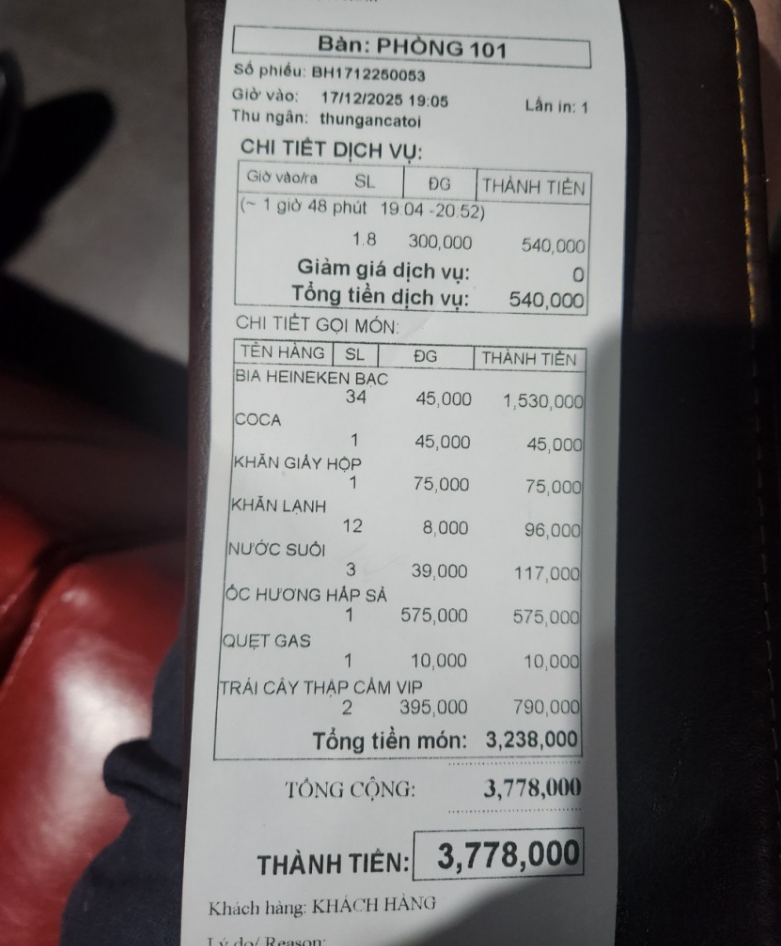 Bàn: PHÒNG 101
Số phiếu: BH1712250053
Giờ vào: 17/12/2025 19:05 Lần in: 1
Thu ngân: thungancatoi
CHI TIẾT DỊCH VỤ:
Giờ vào/ra SL ĐG THÀNH TIỀN
(~ 1 giờ 48 phút 19:04 -20:52)
1.8 300,000 540,000
Giảm giá dịch vụ: 0
Tổng tiền dịch vụ: 540,000
CHI TIẾT GỌI MÓN:
TÊN HÀNG SL ĐG THÀNH TIỀN
BIA HEINEKEN BẠC
34 45,000 1,530,000
COCA
1 45,000 45,000
KHĂN GIẤY HỘP
1 75,000 75,000
KHĂN LẠNH
12 8,000 96,000
NƯỚC SUỐI
3 39,000 117,000
ỐC HƯƠNG HẤP SẢ
1 575,000 575,000
QUẸT GAS
1 10,000 10,000
TRÁI CÂY THẬP CẨM VIP
2 395,000 790,000
Tổng tiền món: 3,238,000
TỔNG CỘNG: 3,778,000
THÀNH TIỀN: 3,778,000
Khách hàng: KHÁCH HÀNG
Lý do/ Reason: